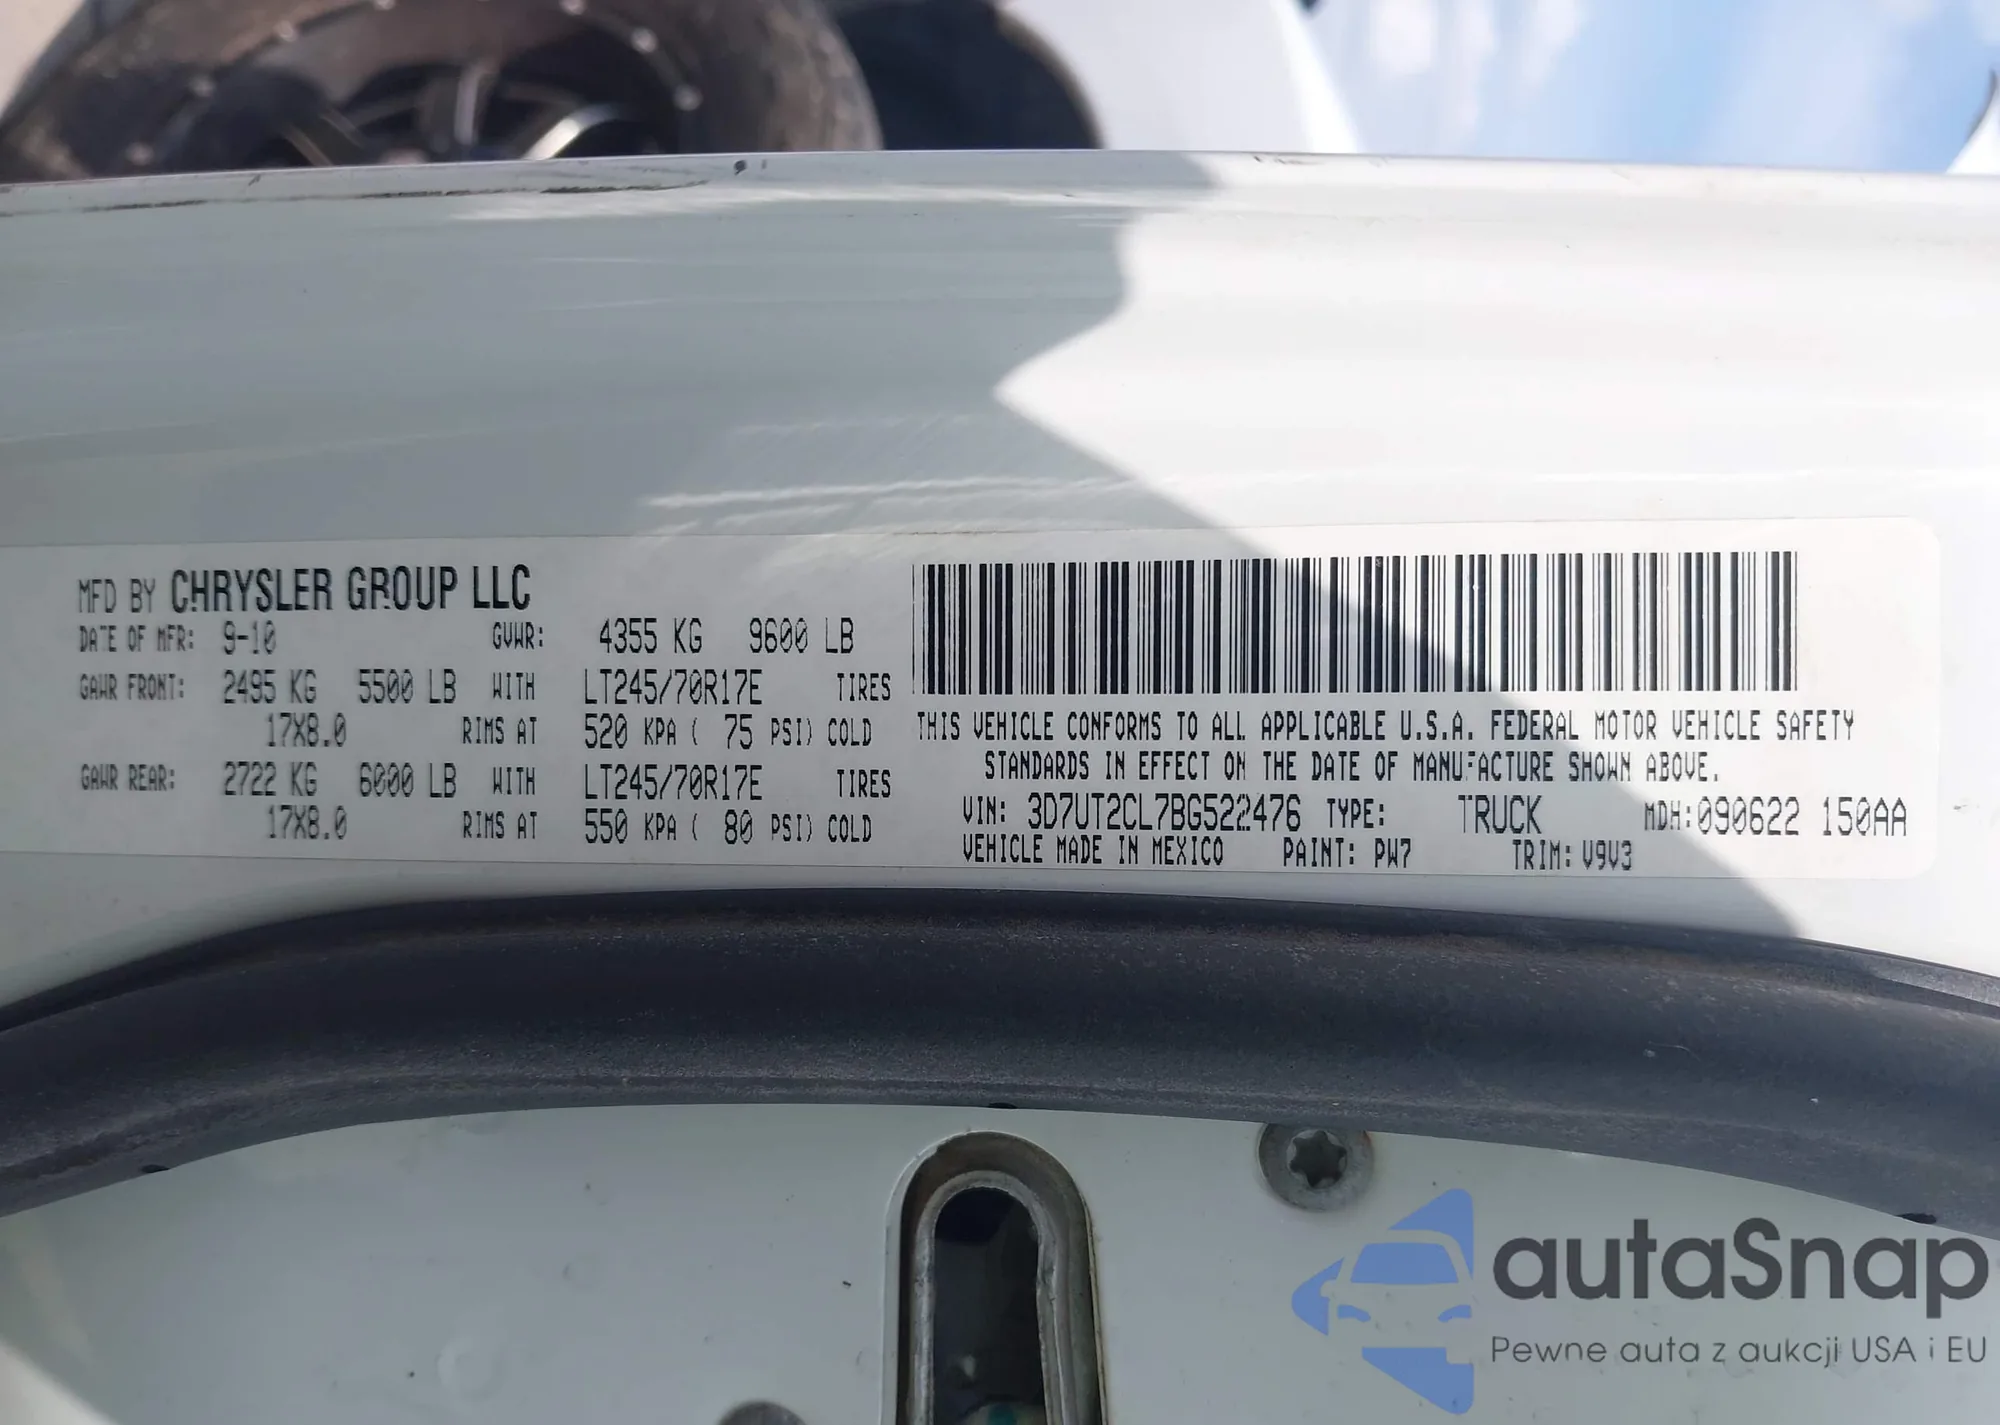 MFD BY CHRYSLER GROUP LLC
DATE OF MFR: 9-10 GVWR: 4355 KG 9600 LB
GAWR FRONT: 2495 KG 5500 LB WITH LT245/70R17E TIRES
17X8.0 RIMS AT 520 KPA ( 75 PSI) COLD
GAWR REAR: 2722 KG 6000 LB WITH LT245/70R17E TIRES
17X8.0 RIMS AT 550 KPA ( 80 PSI) COLD
THIS VEHICLE CONFORMS TO ALL APPLICABLE U.S.A. FEDERAL MOTOR VEHICLE SAFETY
STANDARDS IN EFFECT ON THE DATE OF MANUFACTURE SHOWN ABOVE.
VIN: 3D7UT2CL7BG522476 TYPE: TRUCK MDH:090622 150AA
VEHICLE MADE IN MEXICO PAINT: PW7 TRIM: V9V3
autaSnap
Pewne auta z aukcji USA i EU